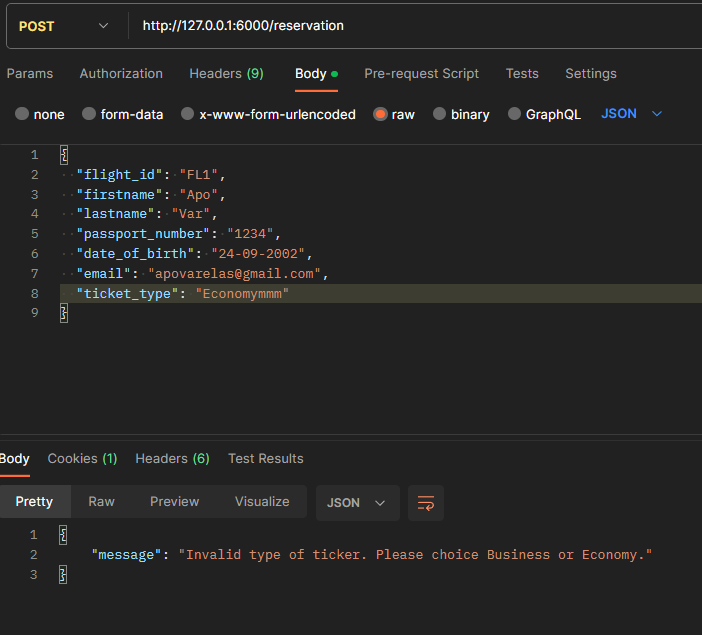 POST http://127.0.0.1:6000/reservation
Params Authorization Headers (9) Body Pre-request Script Tests Settings
none form-data x-www-form-urlencoded raw binary GraphQL JSON
1 {
2 "flight_id": "FL1",
3 "firstname": "Apo",
4 "lastname": "Var",
5 "passport_number": "1234",
6 "date_of_birth": "24-09-2002",
7 "email": "apovarelas@gmail.com",
8 "ticket_type": "Economymmm"
9 }
Body Cookies (1) Headers (6) Test Results
Pretty Raw Preview Visualize JSON
1 {
2 "message": "Invalid type of ticker. Please choice Business or Economy."
3 }